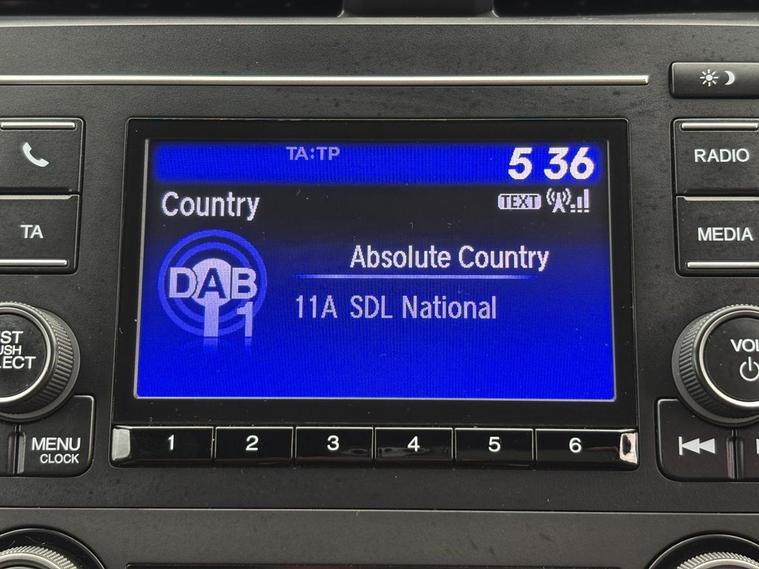 TA:TP
5 36
Country
TEXT
DAB
1
Absolute Country
11A SDL National
RADIO
TA
MEDIA
VOL
MENU
CLOCK
1 2 3 4 5 6